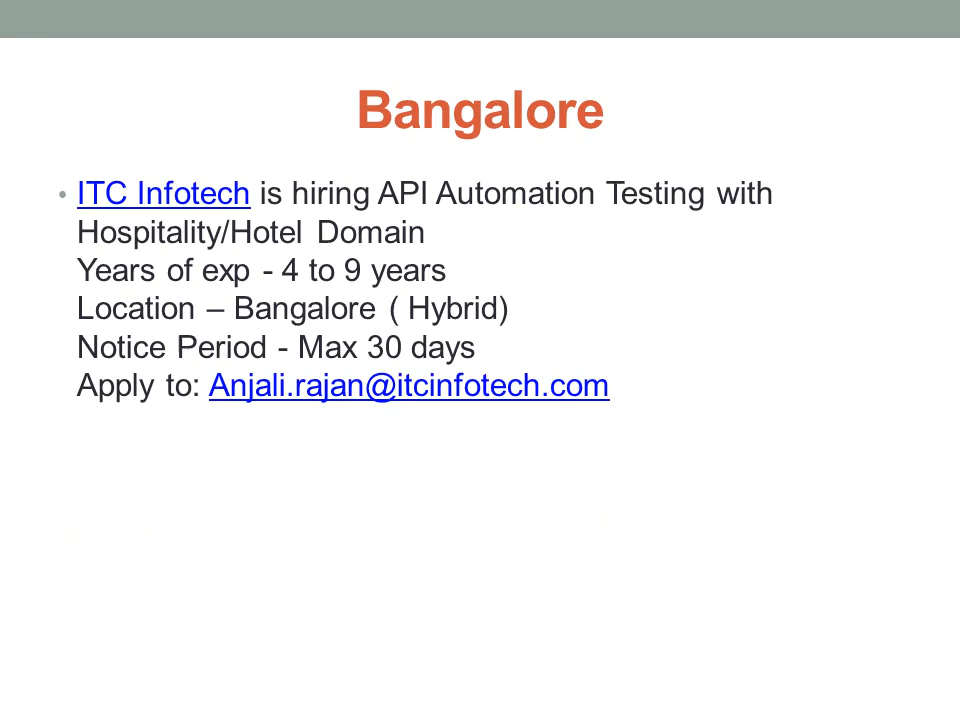 Bangalore
• ITC Infotech is hiring API Automation Testing with
Hospitality/Hotel Domain
Years of exp - 4 to 9 years
Location – Bangalore ( Hybrid)
Notice Period - Max 30 days
Apply to: Anjali.rajan@itcinfotech.com